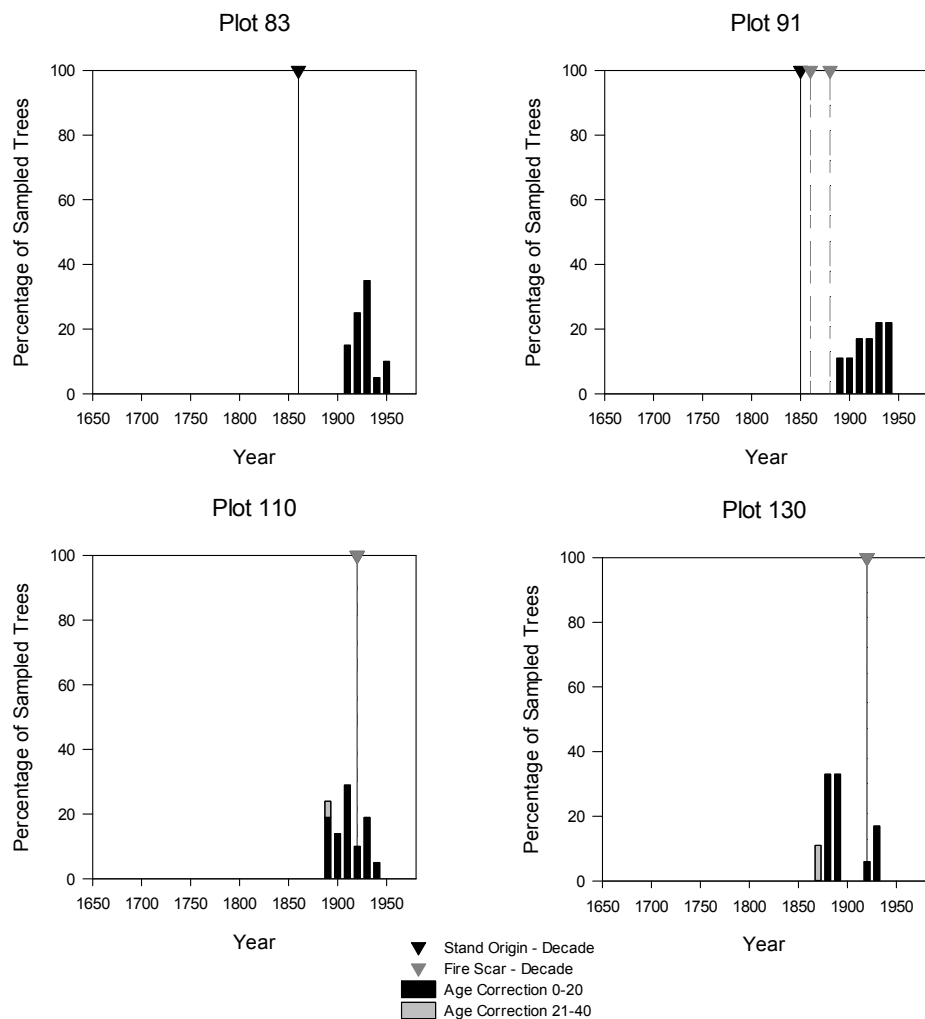 Plot 83
Plot 91
Percentage of Sampled Trees
100
80
60
40
20
0
1650 1700 1750 1800 1850 1900 1950
Year
Percentage of Sampled Trees
100
80
60
40
20
0
1650 1700 1750 1800 1850 1900 1950
Year
Plot 110
Plot 130
Percentage of Sampled Trees
100
80
60
40
20
0
1650 1700 1750 1800 1850 1900 1950
Year
Percentage of Sampled Trees
100
80
60
40
20
0
1650 1700 1750 1800 1850 1900 1950
Year
Stand Origin - Decade
Fire Scar - Decade
Age Correction 0-20
Age Correction 21-40